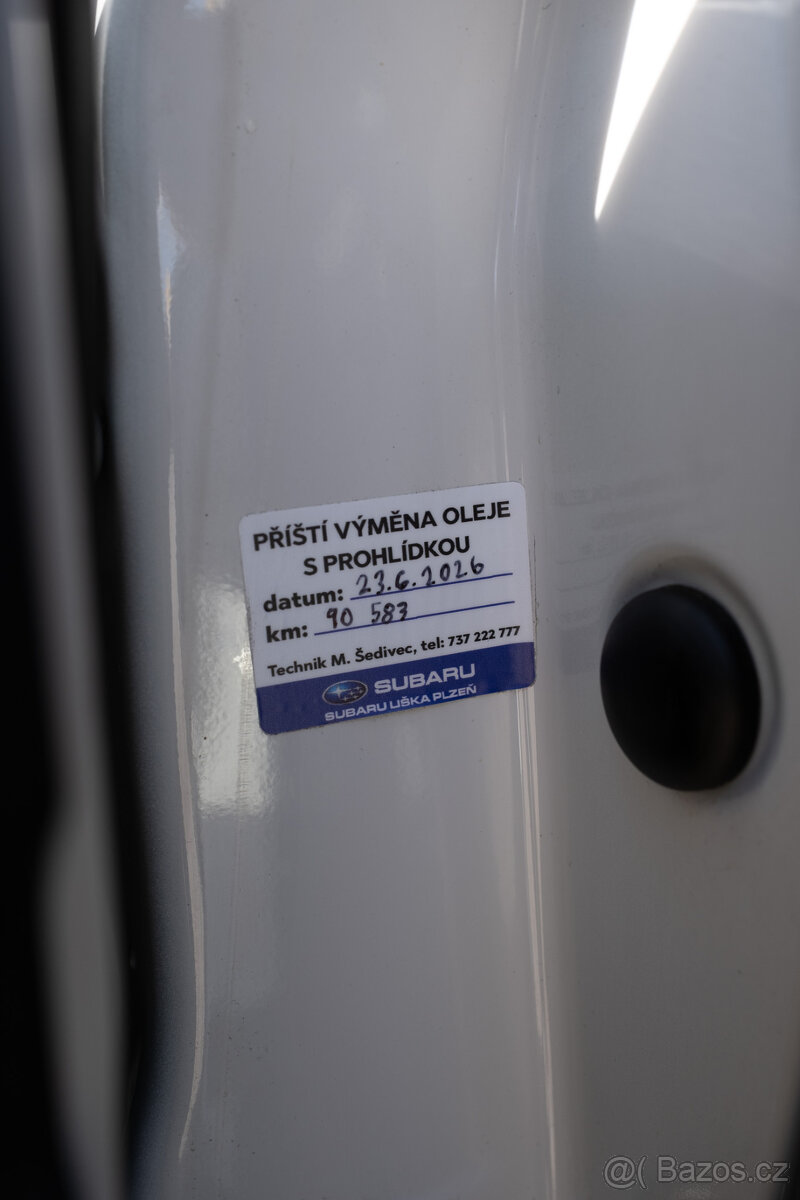 PŘÍŠTÍ VÝMĚNA OLEJE
S PROHLÍDKOU
datum: 23.6.2026
km: 90 583
Technik M. Šedivec, tel: 737 222 777
SUBARU
SUBARU LIŠKA PLZEŇ
@( Bazos.cz